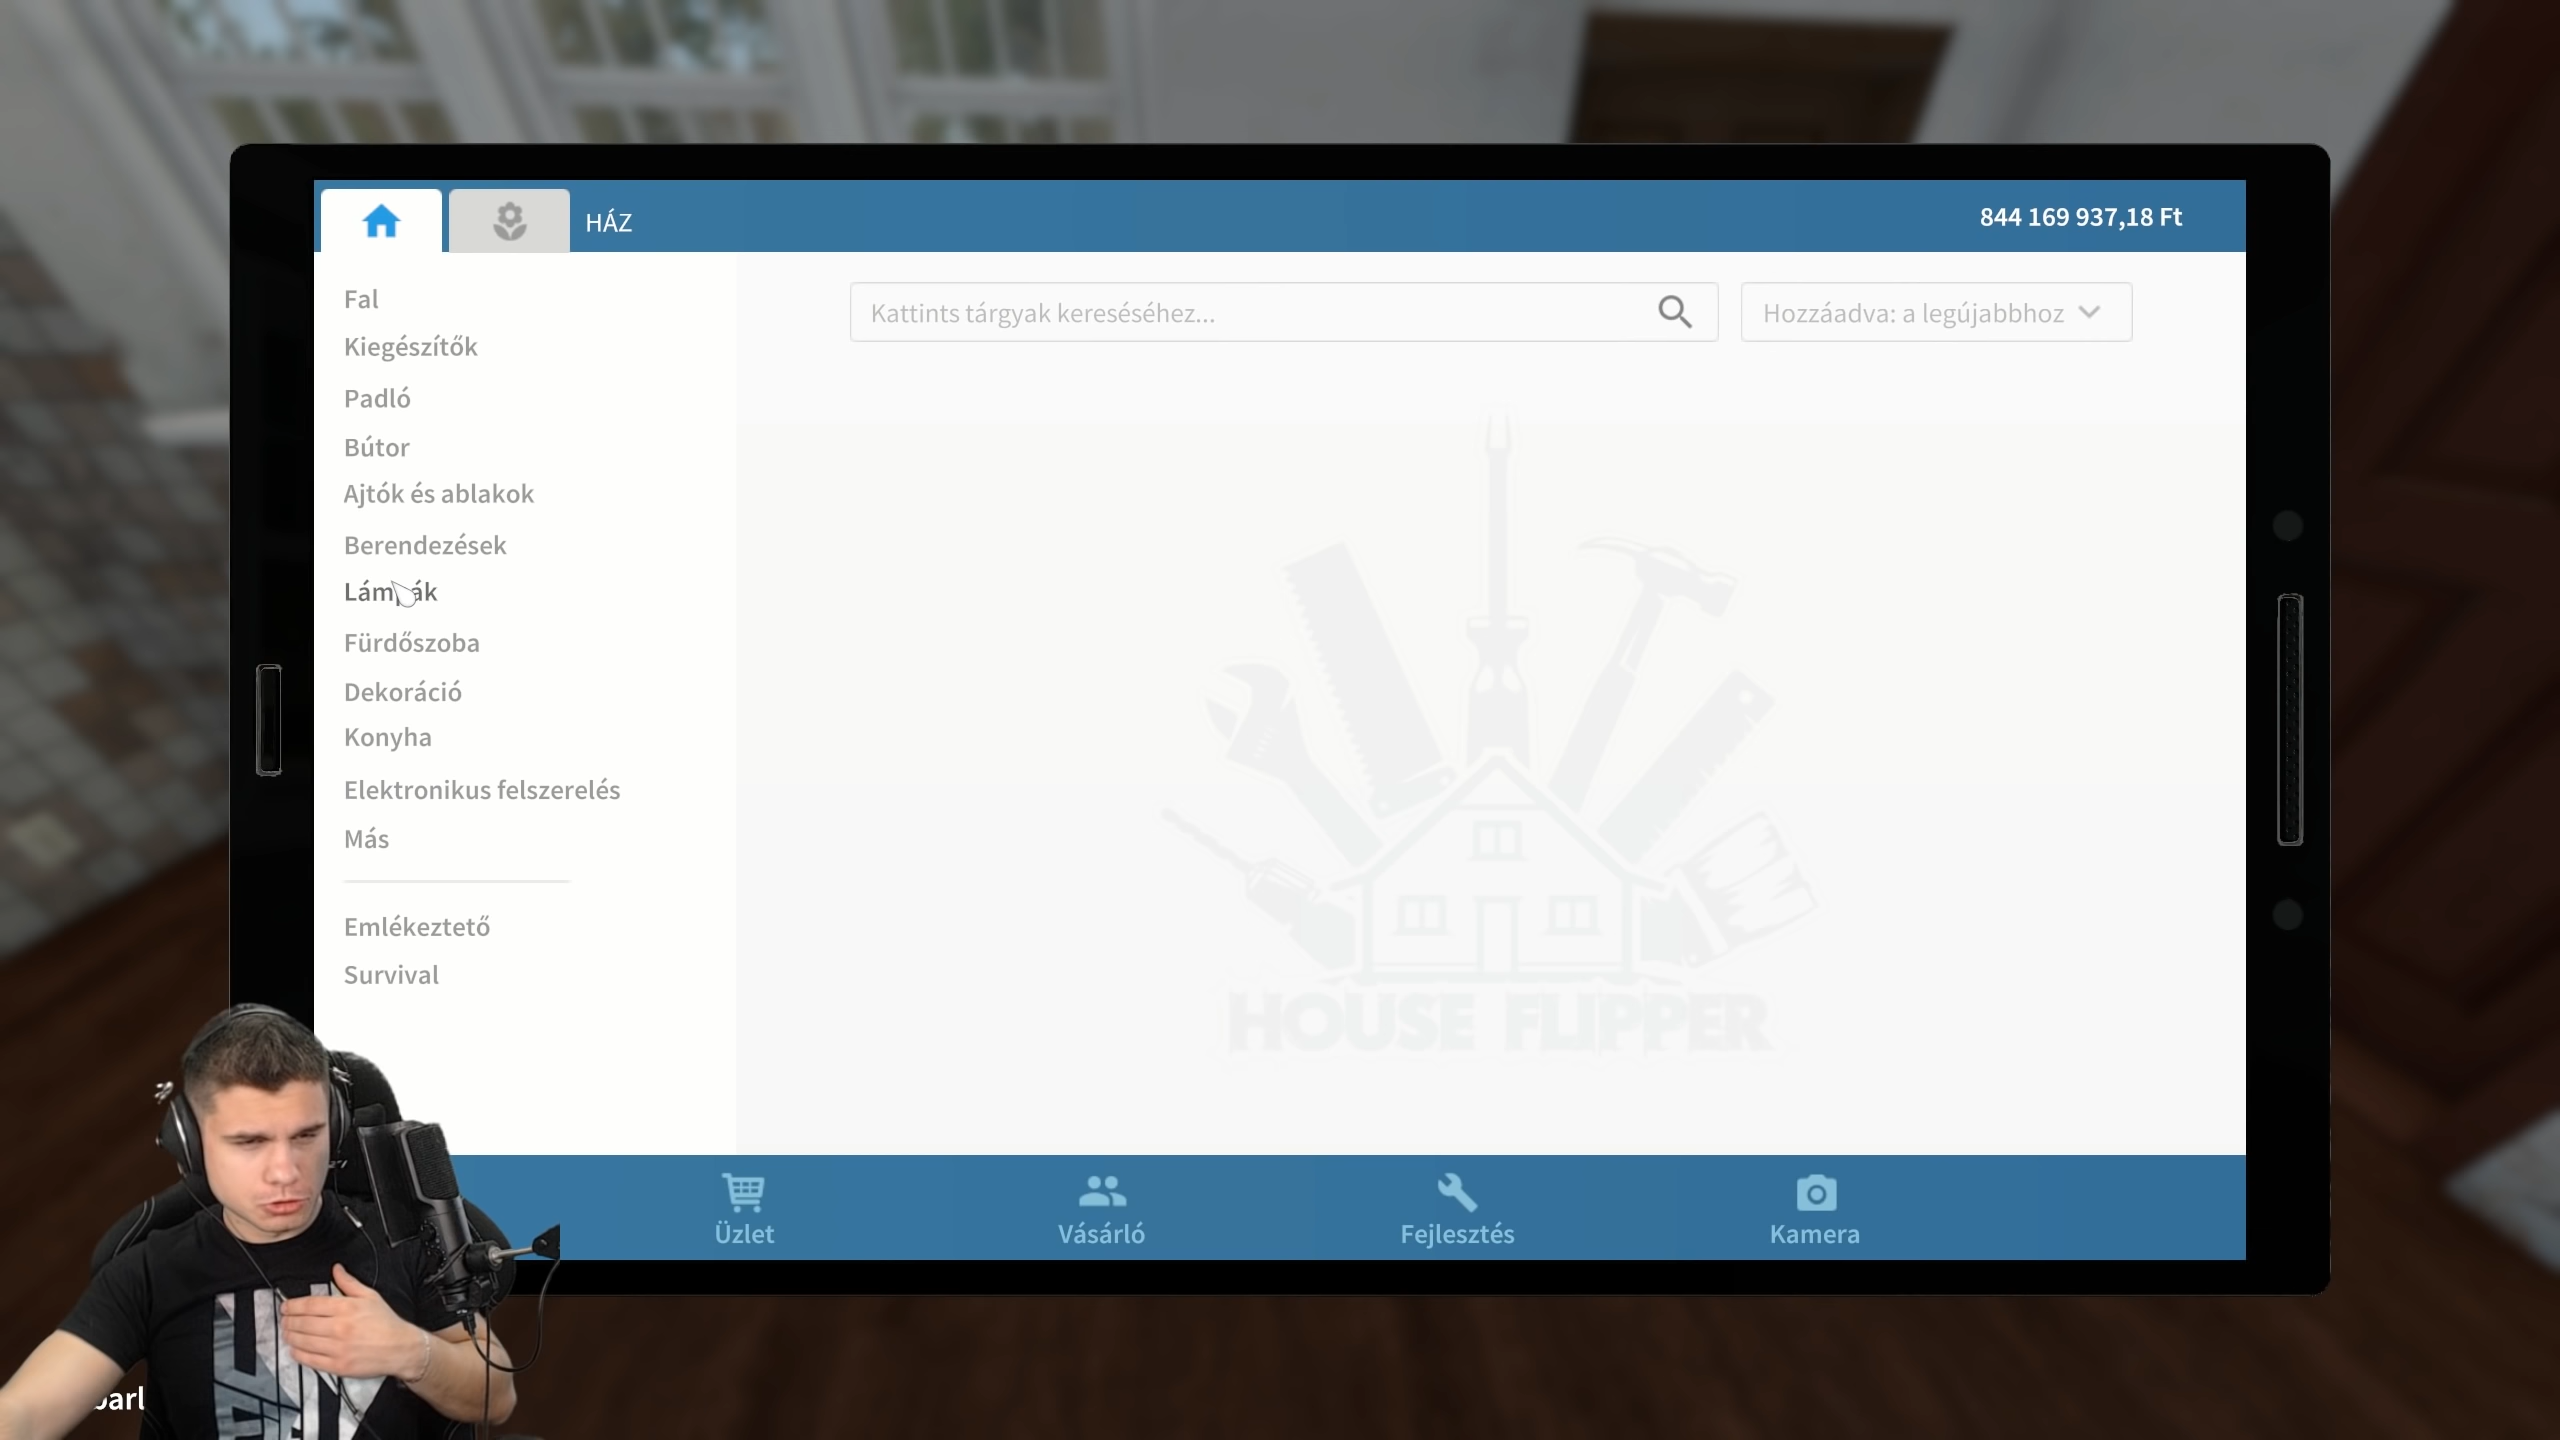 HÁZ
844 169 937,18 Ft
Kattints tárgyak kereséséhez...
Hozzáadva: a legújabbhoz
Fal
Kiegészítők
Padló
Bútor
Ajtók és ablakok
Berendezések
Lámpák
Fürdőszoba
Dekoráció
Konyha
Elektronikus felszerelés
Más
Emlékeztető
Survival
HOUSE FLIPPER
Üzlet
Vásárló
Fejlesztés
Kamera